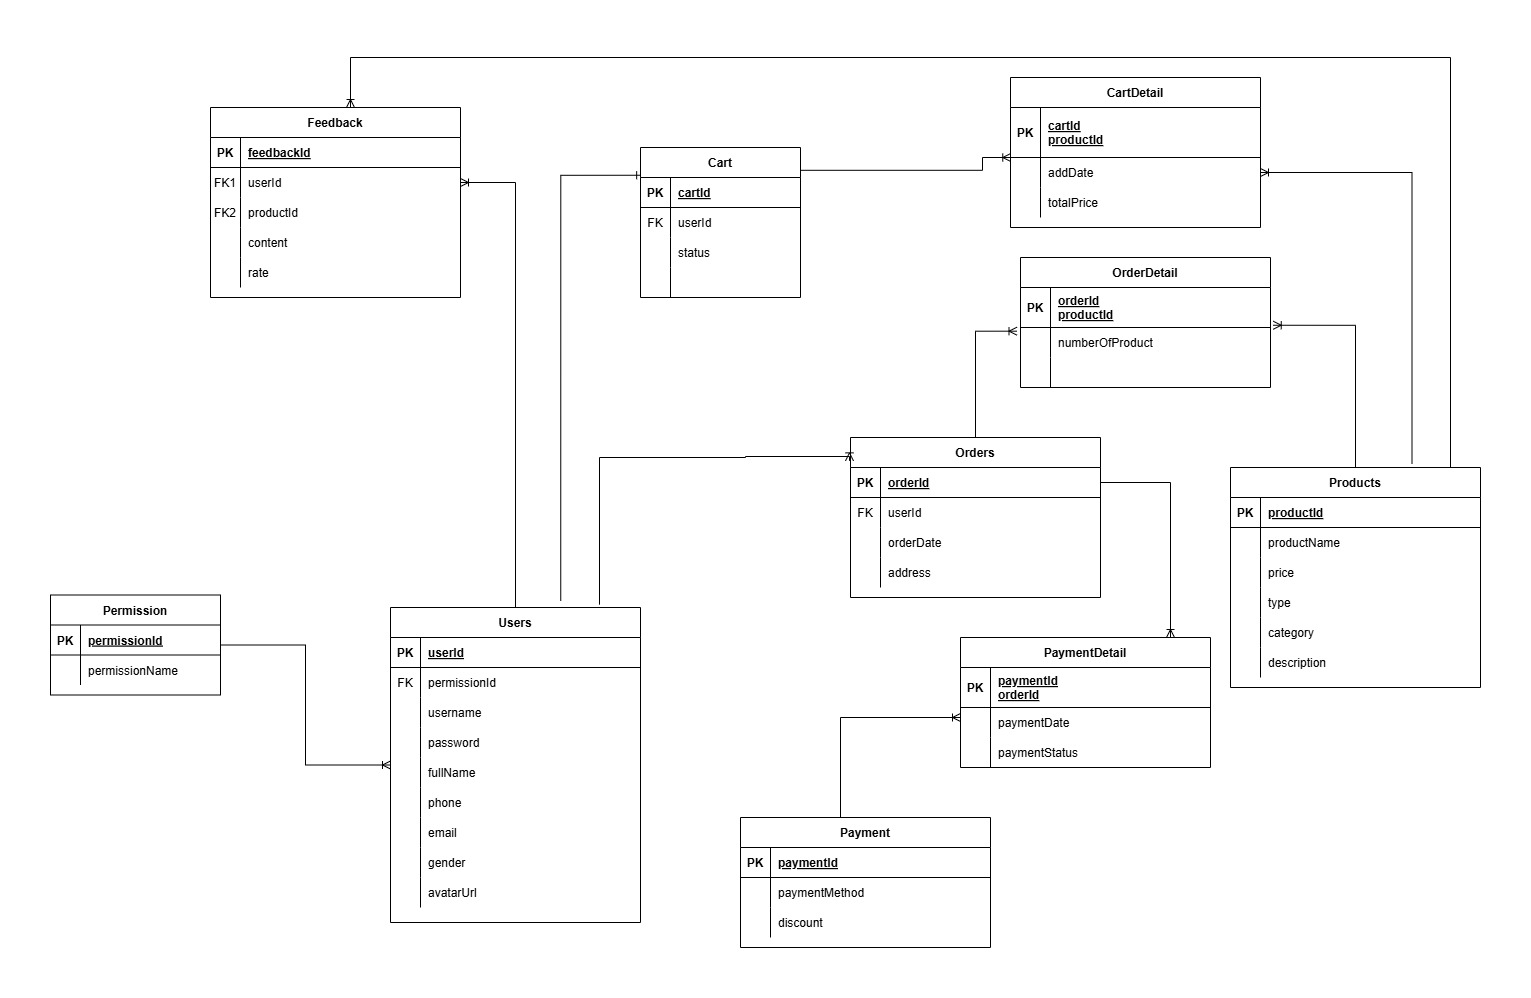 Feedback
PK feedbackId
FK1 userId
FK2 productId
content
rate
Cart
PK cartId
FK userId
status
CartDetail
PK cartId
productId
addDate
totalPrice
OrderDetail
PK orderId
productId
numberOfProduct
Orders
PK orderId
FK userId
orderDate
address
Products
PK productId
productName
price
type
category
description
Permission
PK permissionId
permissionName
Users
PK userId
FK permissionId
username
password
fullName
phone
email
gender
avatarUrl
PaymentDetail
PK paymentId
orderId
paymentDate
paymentStatus
Payment
PK paymentId
paymentMethod
discount